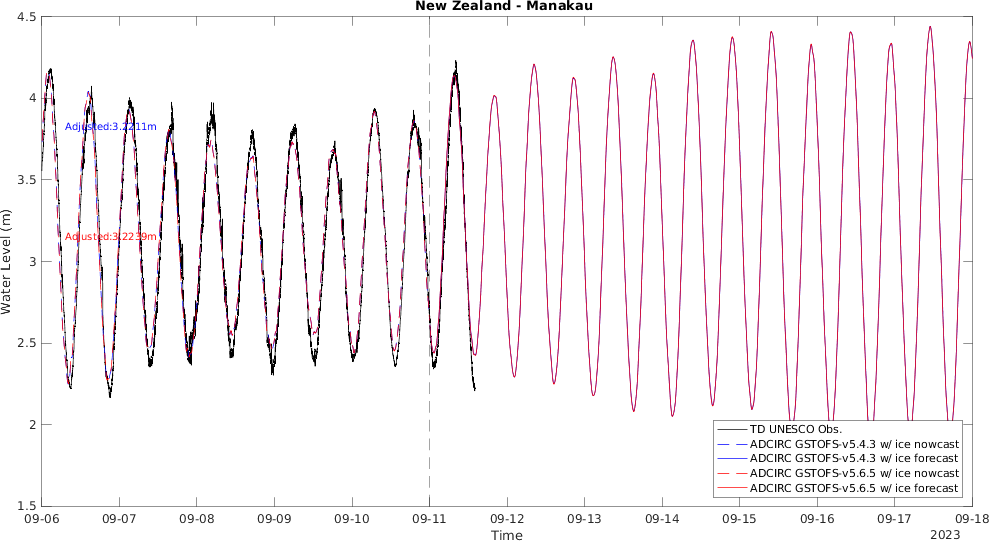 New Zealand - Manakau
4.5
4
3.5
3
2.5
2
1.5
Water Level (m)
Adjusted:3.2211m
Adjusted:3.2239m
TD UNESCO Obs.
ADCIRC GSTOFS-v5.4.3 w/ ice nowcast
ADCIRC GSTOFS-v5.4.3 w/ ice forecast
ADCIRC GSTOFS-v5.6.5 w/ ice nowcast
ADCIRC GSTOFS-v5.6.5 w/ ice forecast
09-06 09-07 09-08 09-09 09-10 09-11 09-12 09-13 09-14 09-15 09-16 09-17 09-18
Time
2023